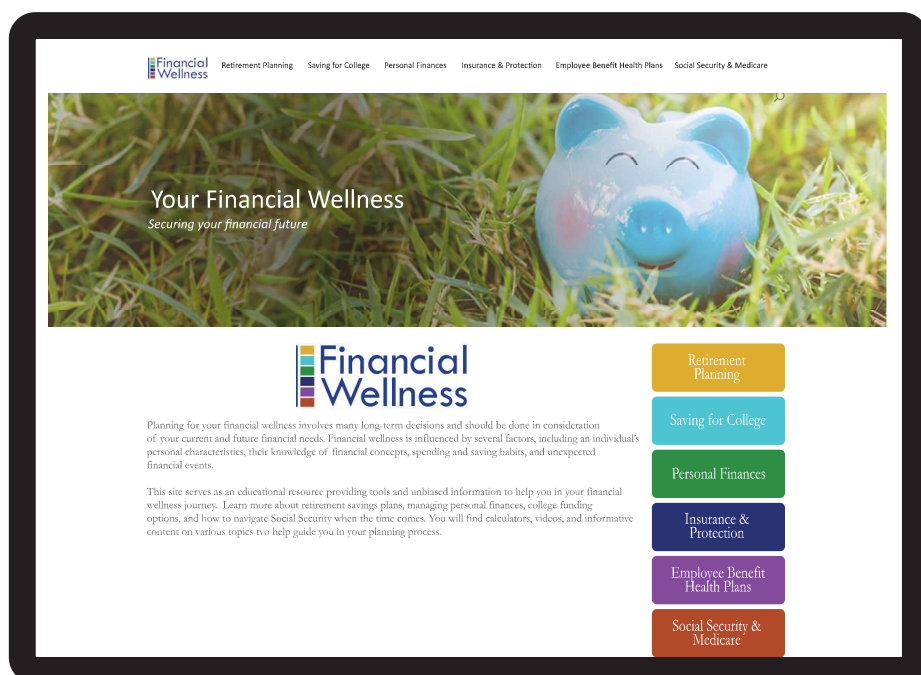 Financial
Wellness
Retirement Planning Saving for College Personal Finances Insurance & Protection Employee Benefit Health Plans Social Security & Medicare
Your Financial Wellness
Securing your financial future
Financial
Wellness
Planning for your financial wellness involves many long-term decisions and should be done in consideration
of your current and future financial needs. Financial wellness is influenced by several factors, including an individual's
personal characteristics, their knowledge of financial concepts, spending and saving habits, and unexpected
financial events.
This site serves as an educational resource providing tools and unbiased information to help you in your financial
wellness journey. Learn more about retirement savings plans, managing personal finances, college funding
options, and how to navigate Social Security when the time comes. You will find calculators, videos, and informative
content on various topics tvo help guide you in your planning process.
Retirement
Planning
Saving for College
Personal Finances
Insurance &
Protection
Employee Benefit
Health Plans
Social Security &
Medicare